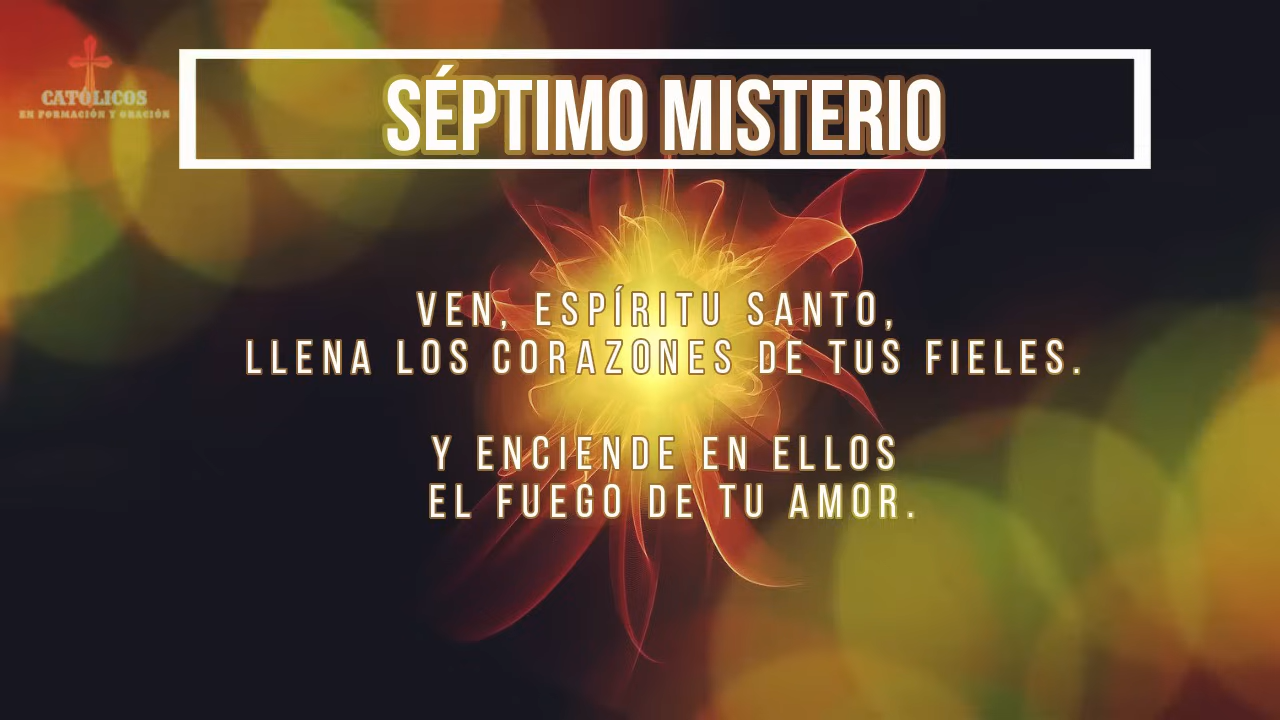 CATÓLICOS
EN FORMACIÓN Y ORACIÓN
SÉPTIMO MISTERIO
VEN, ESPÍRITU SANTO,
LLENA LOS CORAZONES DE TUS FIELES.
Y ENCIENDE EN ELLOS
EL FUEGO DE TU AMOR.